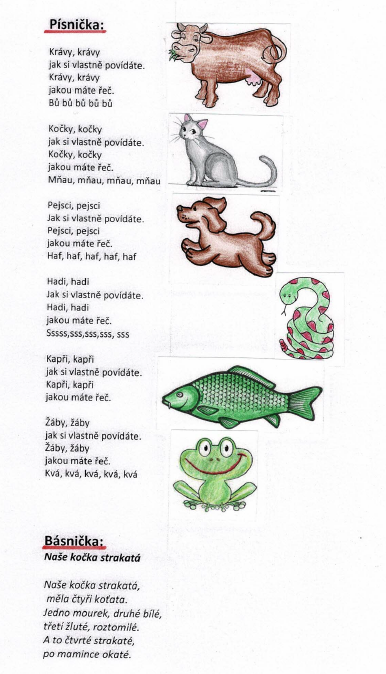 Písnička:
Krávy, krávy
jak si vlastně povídáte.
Krávy, krávy
jakou máte řeč.
Bů bů bů bů bů
Kočky, kočky
jak si vlastně povídáte.
Kočky, kočky
jakou máte řeč.
Mňau, mňau, mňau, mňau
Pejsci, pejsci
Jak si vlastně povídáte.
Pejsci, pejsci
jakou máte řeč.
Haf, haf, haf, haf, haf
Hadi, hadi
Jak si vlastně povídáte.
Hadi, hadi
jakou máte řeč.
Sssss,sss,sss,sss, sss
Kapři, kapři
jak si vlastně povídáte.
Kapři, kapři
jakou máte řeč.
Žáby, žáby
jak si vlastně povídáte.
Žáby, žáby
jakou máte řeč.
Kvá, kvá, kvá, kvá, kvá
Básnička:
Naše kočka strakatá
Naše kočka strakatá,
měla čtyři koťata.
Jedno mourek, druhé bílé,
třetí žluté, roztomilé.
A to čtvrté strakaté,
po mamince okaté.